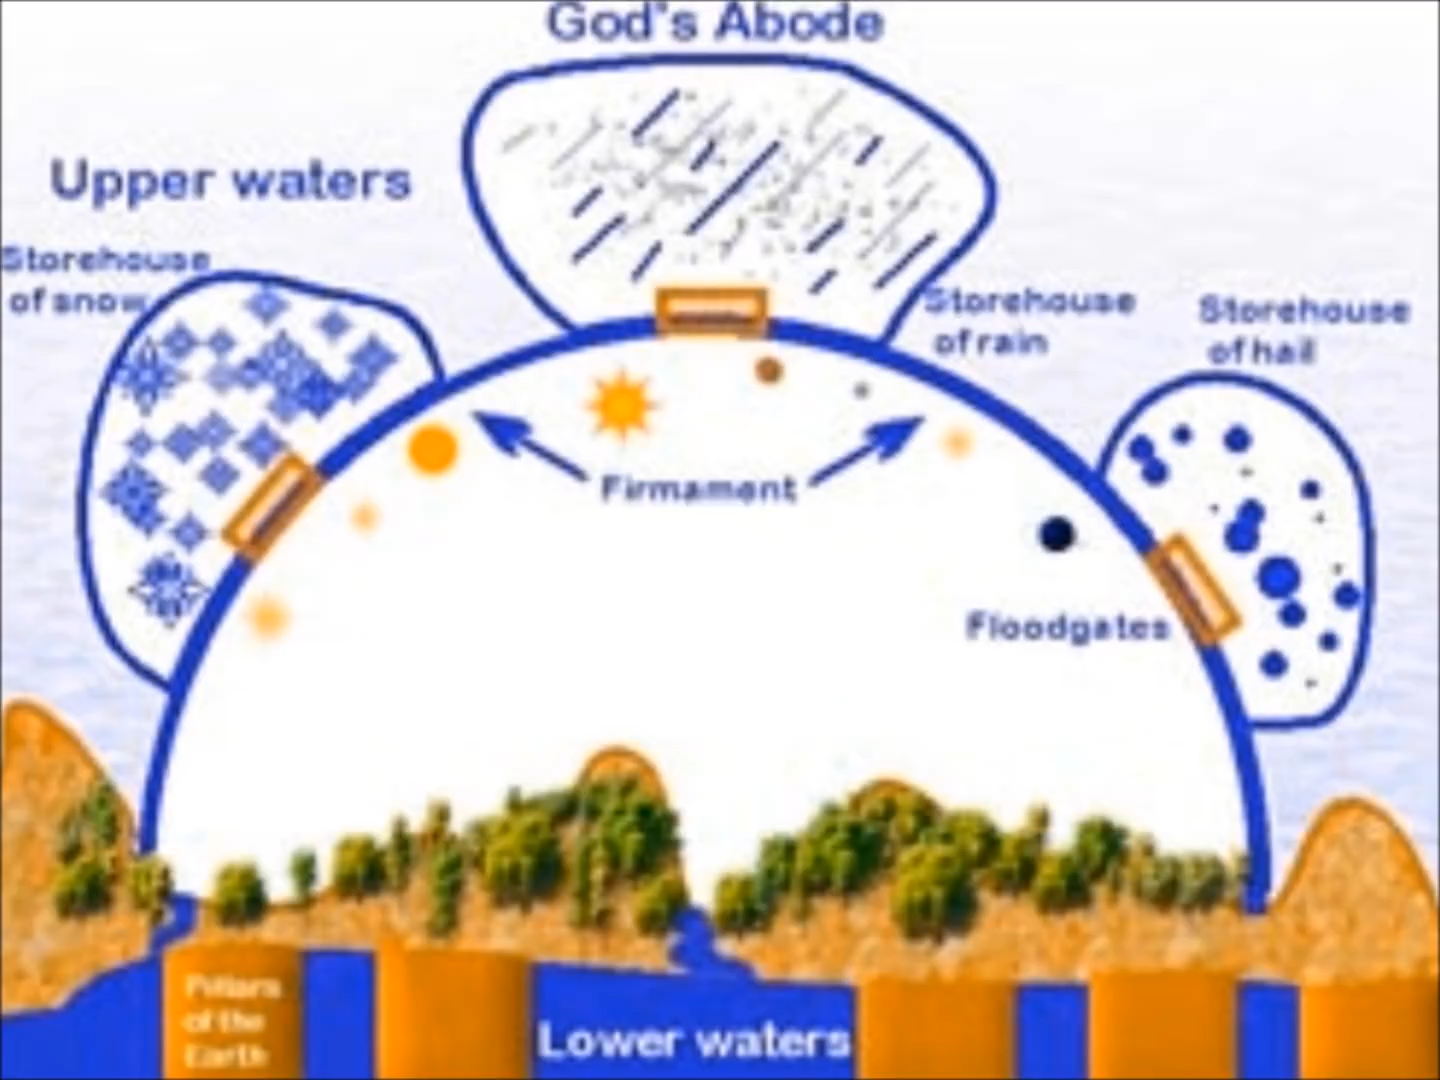 God's Abode
Upper waters
Storehouse
of snow
Storehouse
of rain
Storehouse
of hail
Firmament
Floodgates
Pillars
of the
Earth
Lower waters